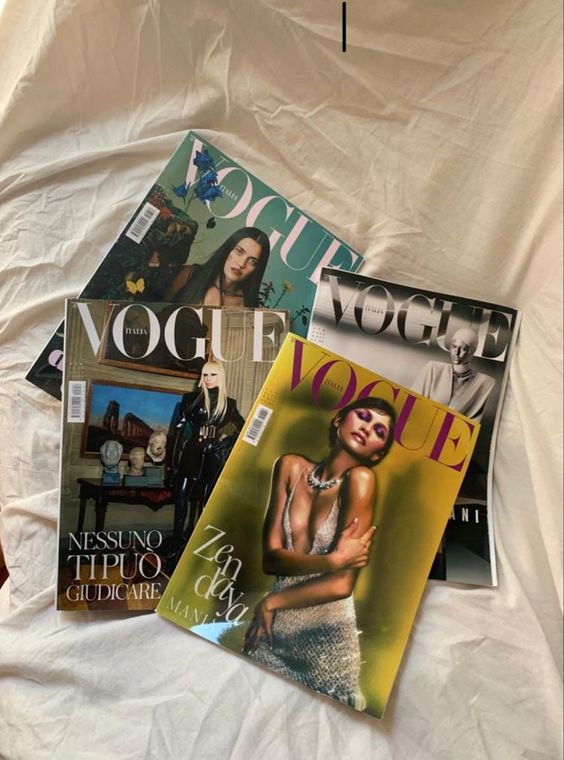 VOGUE
ITALIA
VOGUE
ITALIA
ANI
VOGUE
ITALIA
NESSUNO
TI PUÒ
GIUDICARE
VOGUE
ITALIA
Zen
daya
MANIA